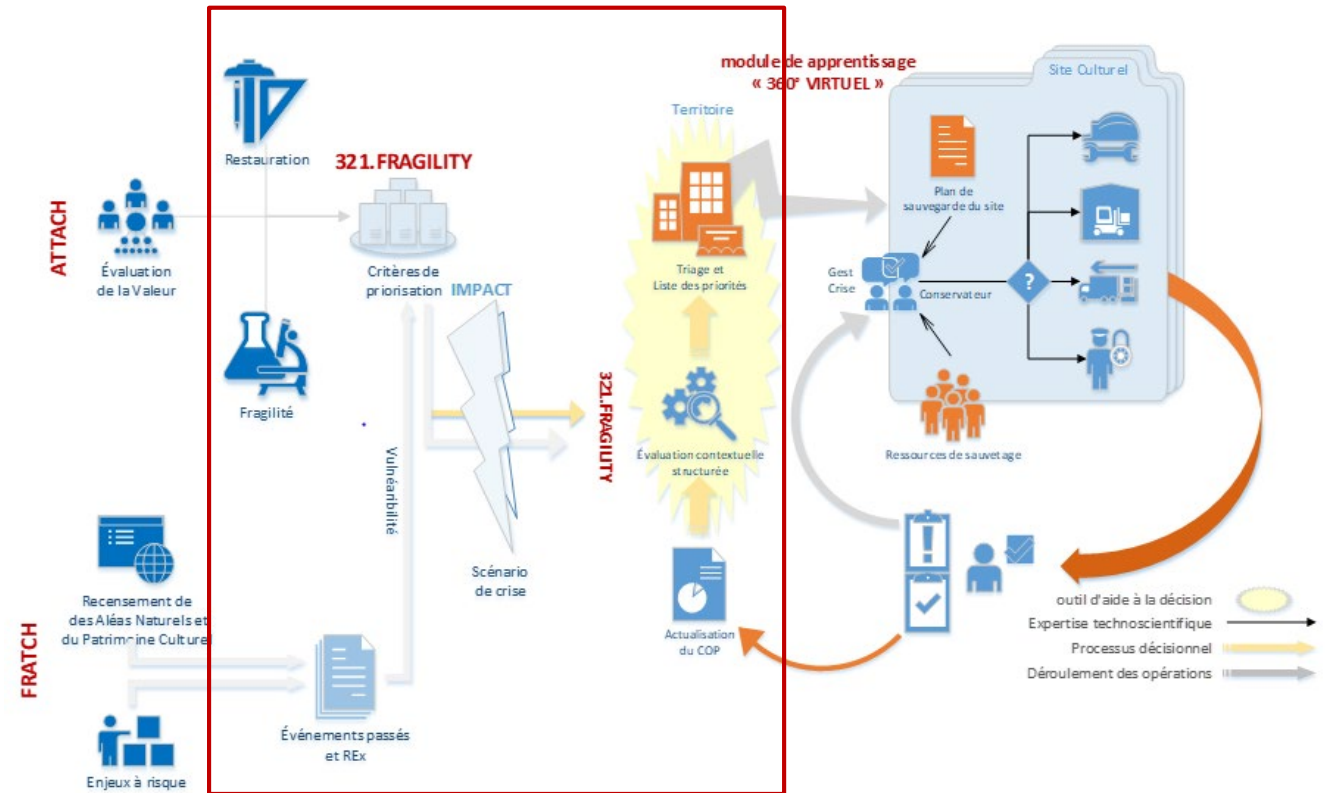 module de apprentissage
« 360° VIRTUEL »
Site Culturel
Territoire
Restauration
321.FRAGILITY
Plan de
sauvegarde du site
ATTACH
Évaluation
de la Valeur
Critères de
priorisation
IMPACT
Triage et
Liste des priorités
Gest
Crise
Conservateur
?
Fragilité
321.FRAGILITY
Vulnéaribilité
Évaluation contextuelle
structurée
Ressources de sauvetage
Scénario
de crise
Recensement de
des Aléas Naturels et
du Patrimoine Culturel
Actualisation
du COP
outil d'aide à la décision
Expertise technoscientifique
Processus décisionnel
Déroulement des opérations
FRATCH
Événements passés
et REx
Enjeux à risque